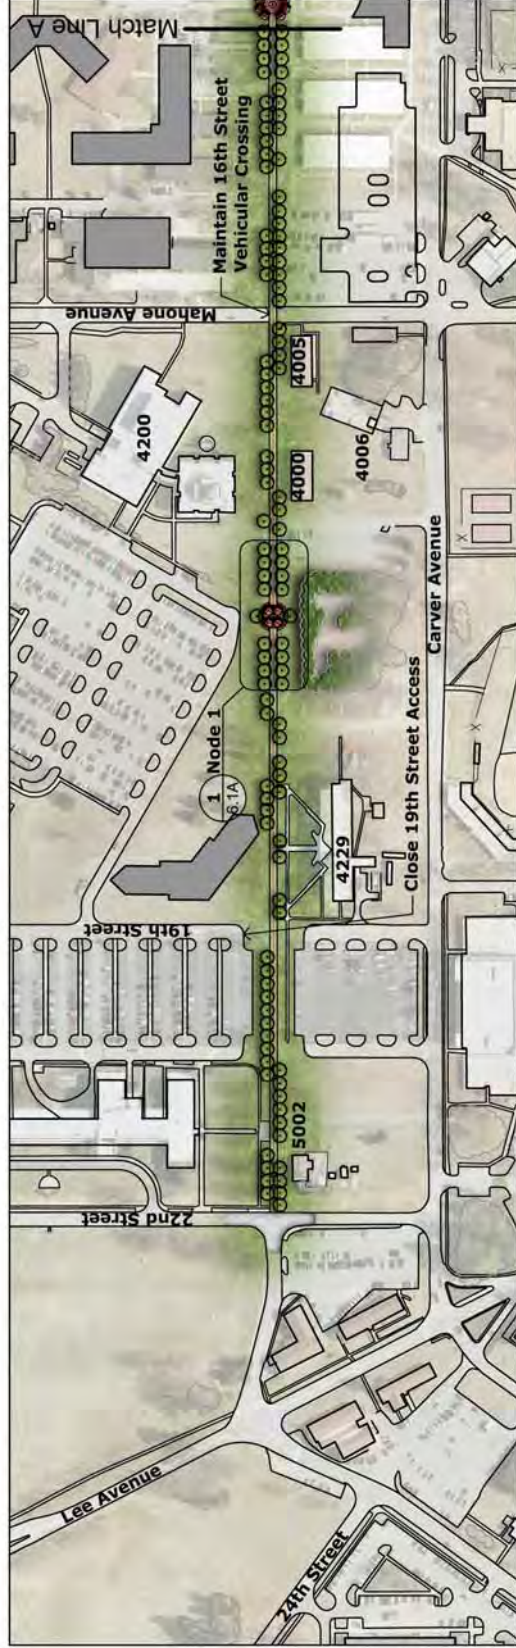 Match Line A
Maintain 16th Street
Vehicular Crossing
Mahone Avenue
4200
4005
4000
4006
Carver Avenue
1 Node 1
6.1A
Close 19th Street Access
4229
19th Street
5002
22nd Street
Lee Avenue
24th Street